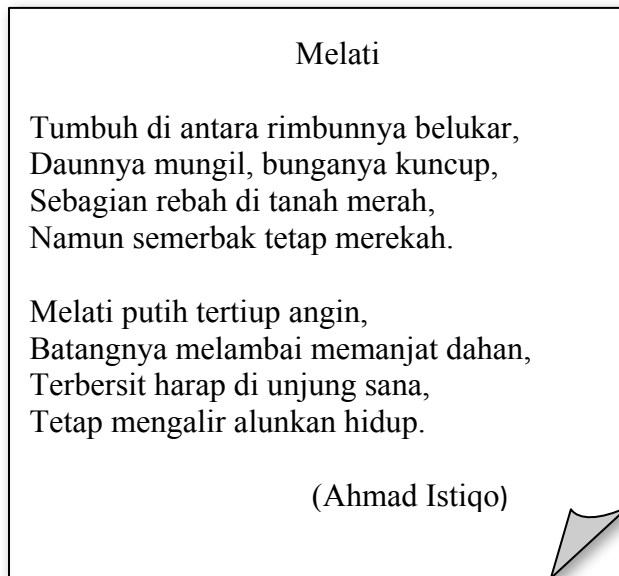 Melati
Tumbuh di antara rimbunnya belukar,
Daunnya mungil, bunganya kuncup,
Sebagian rebah di tanah merah,
Namun semerbak tetap merekah.
Melati putih tertiup angin,
Batangnya melambai memanjat dahan,
Terbersit harap di unjung sana,
Tetap mengalir alunkan hidup.
(Ahmad Istiqo)